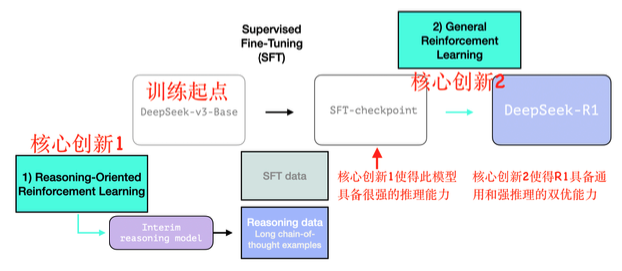 Supervised
Fine-Tuning
(SFT)
2) General
Reinforcement
Learning
核心创新2
训练起点
DeepSeek-v3-Base
SFT-checkpoint
DeepSeek-R1
核心创新1
1) Reasoning-Oriented
Reinforcement Learning
SFT data
核心创新1使得此模型
具备很强的推理能力
核心创新2使得R1具备通
用和强推理的双优能力
Interim
reasoning model
Reasoning data
Long chain-of-
thought examples